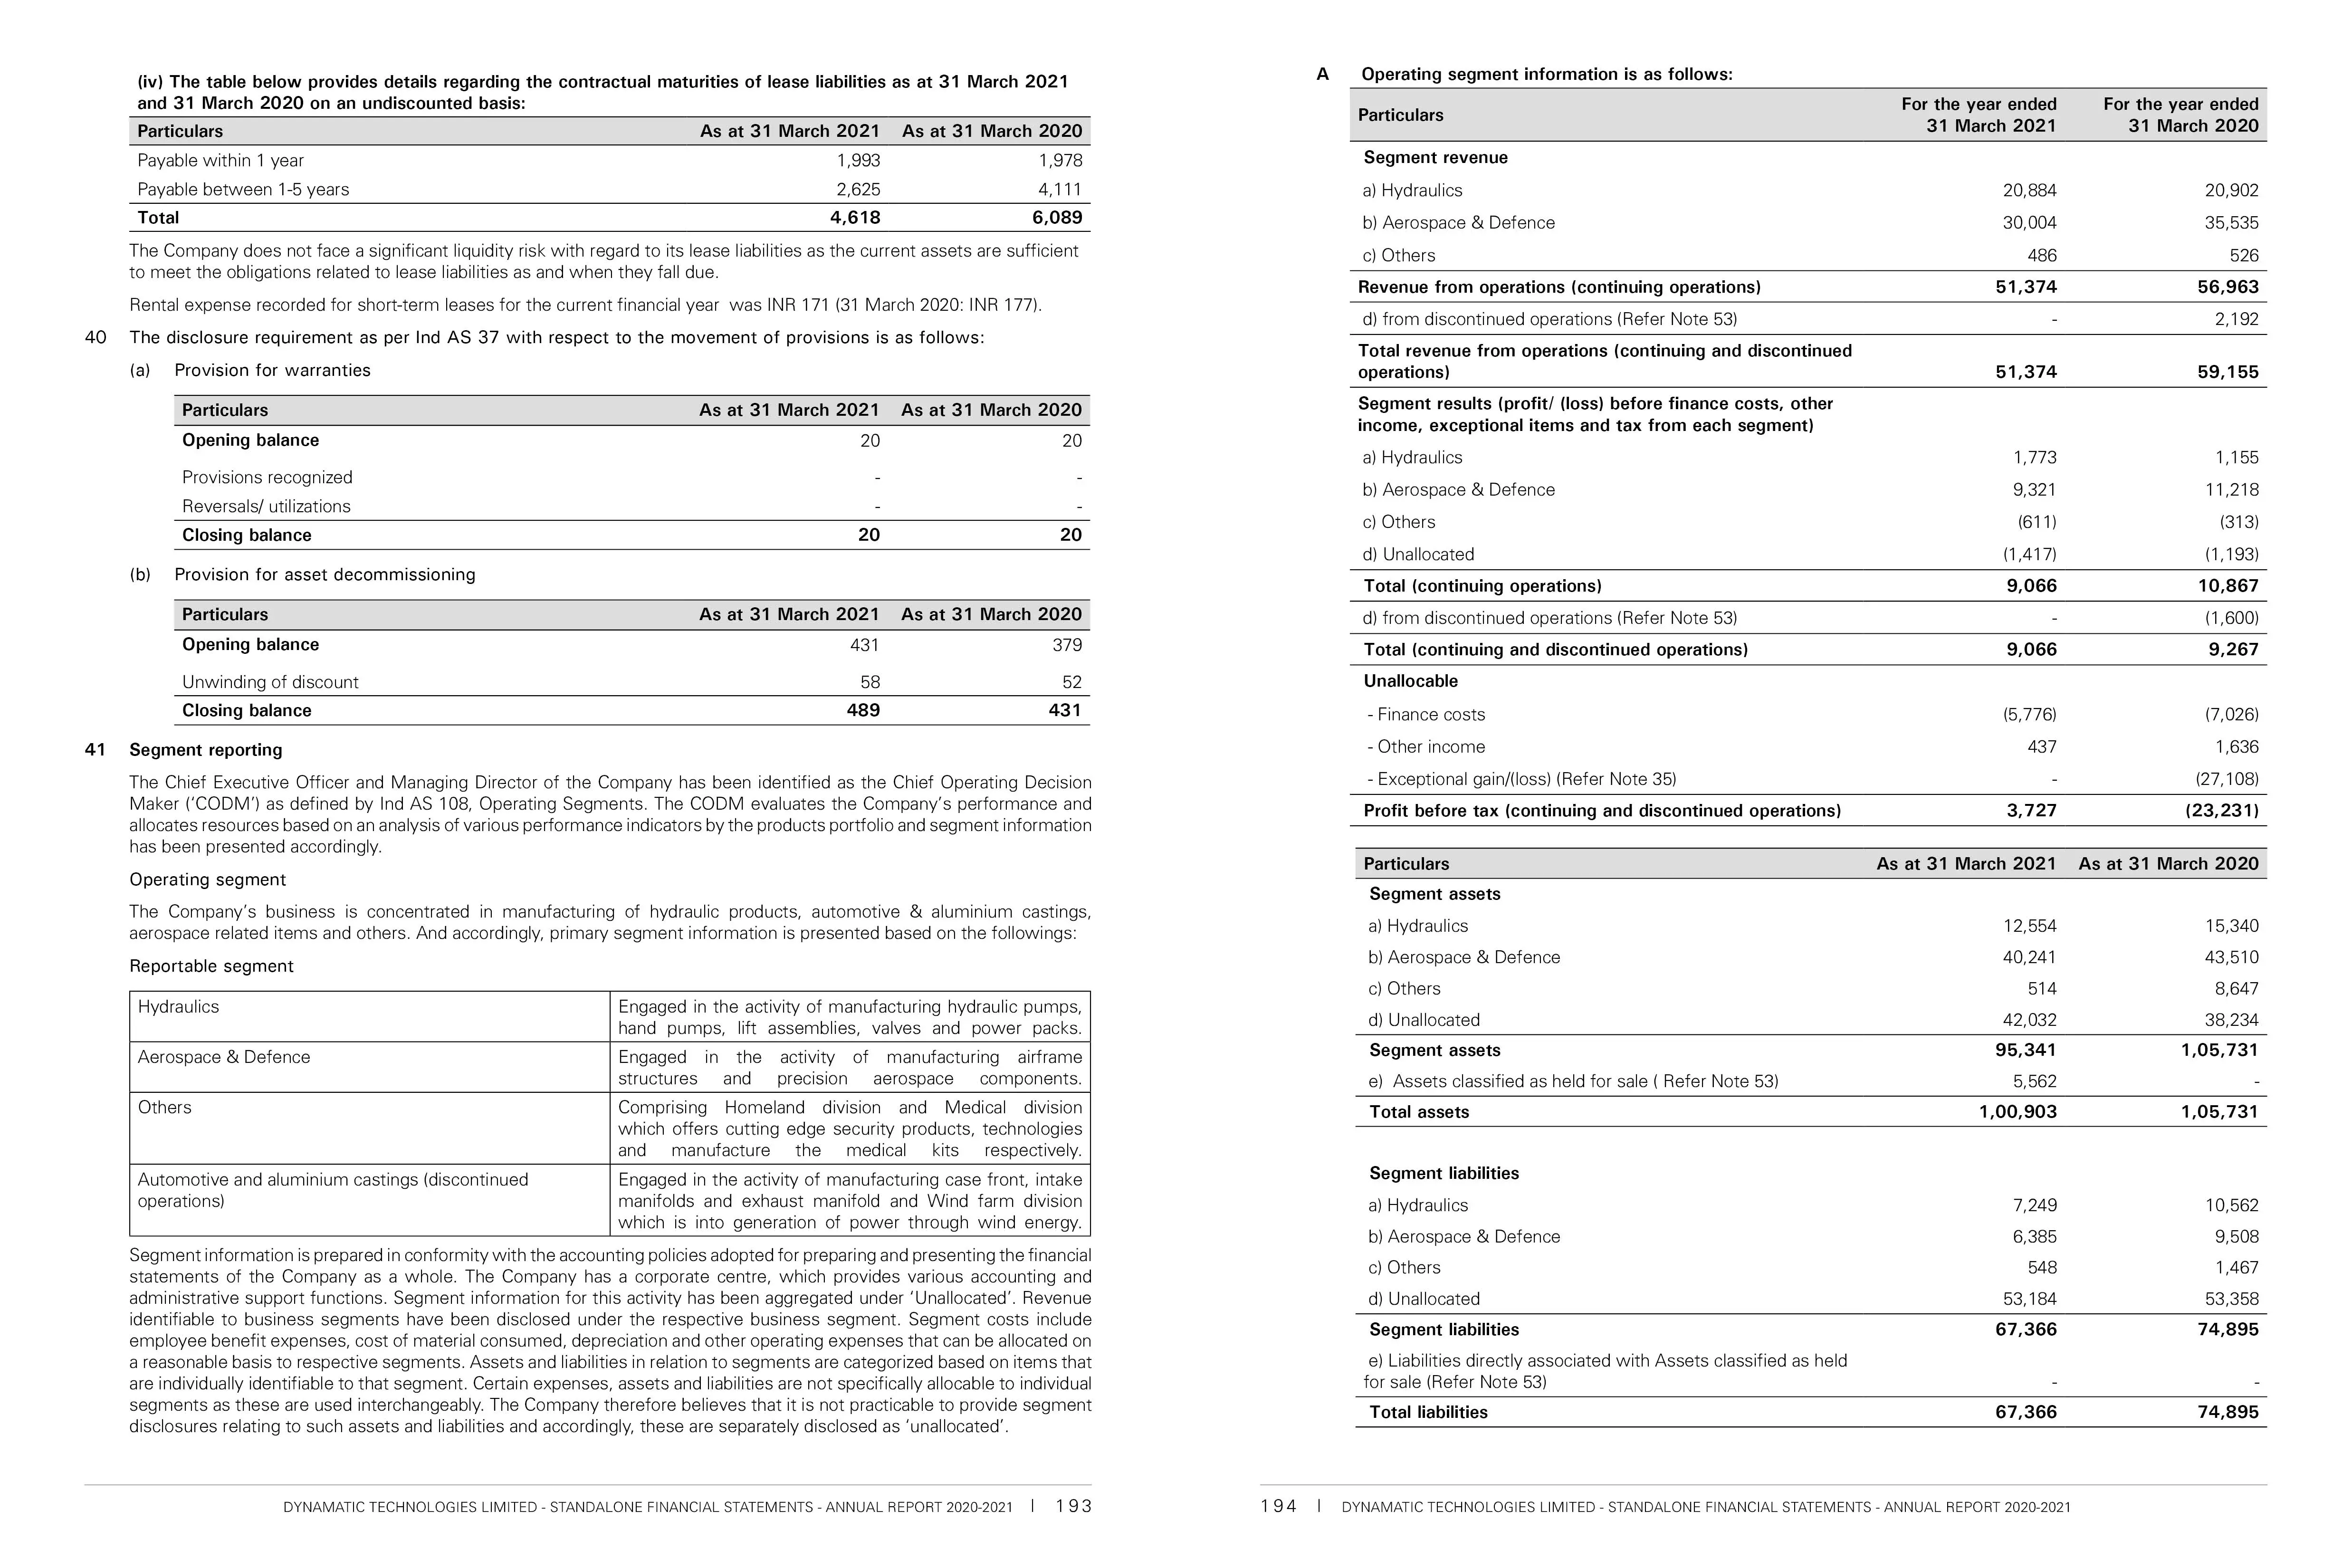 (iv) The table below provides details regarding the contractual maturities of lease liabilities as at 31 March 2021
and 31 March 2020 on an undiscounted basis:
Particulars As at 31 March 2021 As at 31 March 2020
Payable within 1 year 1,993 1,978
Payable between 1-5 years 2,625 4,111
Total 4,618 6,089
The Company does not face a significant liquidity risk with regard to its lease liabilities as the current assets are sufficient
to meet the obligations related to lease liabilities as and when they fall due.
Rental expense recorded for short-term leases for the current financial year was INR 171 (31 March 2020: INR 177).
40 The disclosure requirement as per Ind AS 37 with respect to the movement of provisions is as follows:
(a) Provision for warranties
Particulars As at 31 March 2021 As at 31 March 2020
Opening balance 20 20
Provisions recognized - -
Reversals/ utilizations - -
Closing balance 20 20
(b) Provision for asset decommissioning
Particulars As at 31 March 2021 As at 31 March 2020
Opening balance 431 379
Unwinding of discount 58 52
Closing balance 489 431
41 Segment reporting
The Chief Executive Officer and Managing Director of the Company has been identified as the Chief Operating Decision
Maker (‘CODM’) as defined by Ind AS 108, Operating Segments. The CODM evaluates the Company’s performance and
allocates resources based on an analysis of various performance indicators by the products portfolio and segment information
has been presented accordingly.
Operating segment
The Company’s business is concentrated in manufacturing of hydraulic products, automotive & aluminium castings,
aerospace related items and others. And accordingly, primary segment information is presented based on the followings:
Reportable segment
Hydraulics Engaged in the activity of manufacturing hydraulic pumps,
hand pumps, lift assemblies, valves and power packs.
Aerospace & Defence Engaged in the activity of manufacturing airframe
structures and precision aerospace components.
Others Comprising Homeland division and Medical division
which offers cutting edge security products, technologies
and manufacture the medical kits respectively.
Automotive and aluminium castings (discontinued Engaged in the activity of manufacturing case front, intake
operations) manifolds and exhaust manifold and Wind farm division
which is into generation of power through wind energy.
Segment information is prepared in conformity with the accounting policies adopted for preparing and presenting the financial
statements of the Company as a whole. The Company has a corporate centre, which provides various accounting and
administrative support functions. Segment information for this activity has been aggregated under ‘Unallocated’. Revenue
identifiable to business segments have been disclosed under the respective business segment. Segment costs include
employee benefit expenses, cost of material consumed, depreciation and other operating expenses that can be allocated on
a reasonable basis to respective segments. Assets and liabilities in relation to segments are categorized based on items that
are individually identifiable to that segment. Certain expenses, assets and liabilities are not specifically allocable to individual
segments as these are used interchangeably. The Company therefore believes that it is not practicable to provide segment
disclosures relating to such assets and liabilities and accordingly, these are separately disclosed as ‘unallocated’.
DYNAMATIC TECHNOLOGIES LIMITED - STANDALONE FINANCIAL STATEMENTS - ANNUAL REPORT 2020-2021 | 193
A Operating segment information is as follows:
Particulars For the year ended For the year ended
31 March 2021 31 March 2020
Segment revenue
a) Hydraulics 20,884 20,902
b) Aerospace & Defence 30,004 35,535
c) Others 486 526
Revenue from operations (continuing operations) 51,374 56,963
d) from discontinued operations (Refer Note 53) - 2,192
Total revenue from operations (continuing and discontinued
operations) 51,374 59,155
Segment results (profit/ (loss) before finance costs, other
income, exceptional items and tax from each segment)
a) Hydraulics 1,773 1,155
b) Aerospace & Defence 9,321 11,218
c) Others (611) (313)
d) Unallocated (1,417) (1,193)
Total (continuing operations) 9,066 10,867
d) from discontinued operations (Refer Note 53) - (1,600)
Total (continuing and discontinued operations) 9,066 9,267
Unallocable
- Finance costs (5,776) (7,026)
- Other income 437 1,636
- Exceptional gain/(loss) (Refer Note 35) - (27,108)
Profit before tax (continuing and discontinued operations) 3,727 (23,231)
Particulars As at 31 March 2021 As at 31 March 2020
Segment assets
a) Hydraulics 12,554 15,340
b) Aerospace & Defence 40,241 43,510
c) Others 514 8,647
d) Unallocated 42,032 38,234
Segment assets 95,341 1,05,731
e) Assets classified as held for sale ( Refer Note 53) 5,562 -
Total assets 1,00,903 1,05,731
Segment liabilities
a) Hydraulics 7,249 10,562
b) Aerospace & Defence 6,385 9,508
c) Others 548 1,467
d) Unallocated 53,184 53,358
Segment liabilities 67,366 74,895
e) Liabilities directly associated with Assets classified as held
for sale (Refer Note 53) - -
Total liabilities 67,366 74,895
194 | DYNAMATIC TECHNOLOGIES LIMITED - STANDALONE FINANCIAL STATEMENTS - ANNUAL REPORT 2020-2021